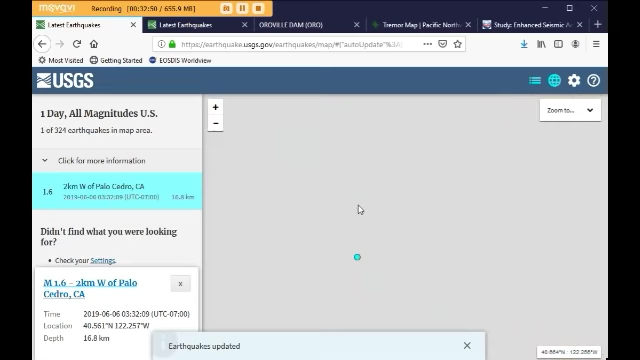 movavi
Recording ( 00:32:50 / 655.9 MB )
Latest Earthquakes
Latest Earthquakes
OROVILLE DAM (ORO)
Tremor Map | Pacific Northw
Study: Enhanced Seismic Ac
https://earthquake.usgs.gov/earthquakes/map/#{"autoUpdate"%3A[
Most Visited
Getting Started
EOSDIS Worldview
USGS
1 Day, All Magnitudes U.S.
1 of 324 earthquakes in map area.
Click for more information
1.6
2km W of Palo Cedro, CA
2019-06-06 03:32:09 (UTC-07:00)
16.8 km
Didn't find what you were looking
for?
Check your Settings.
M 1.6 - 2km W of Palo
Cedro, CA
x
Time 2019-06-06 03:32:09 (UTC-07:00)
Location 40.561°N 122.257°W
Depth 16.8 km
+
−
Zoom to...
Earthquakes updated